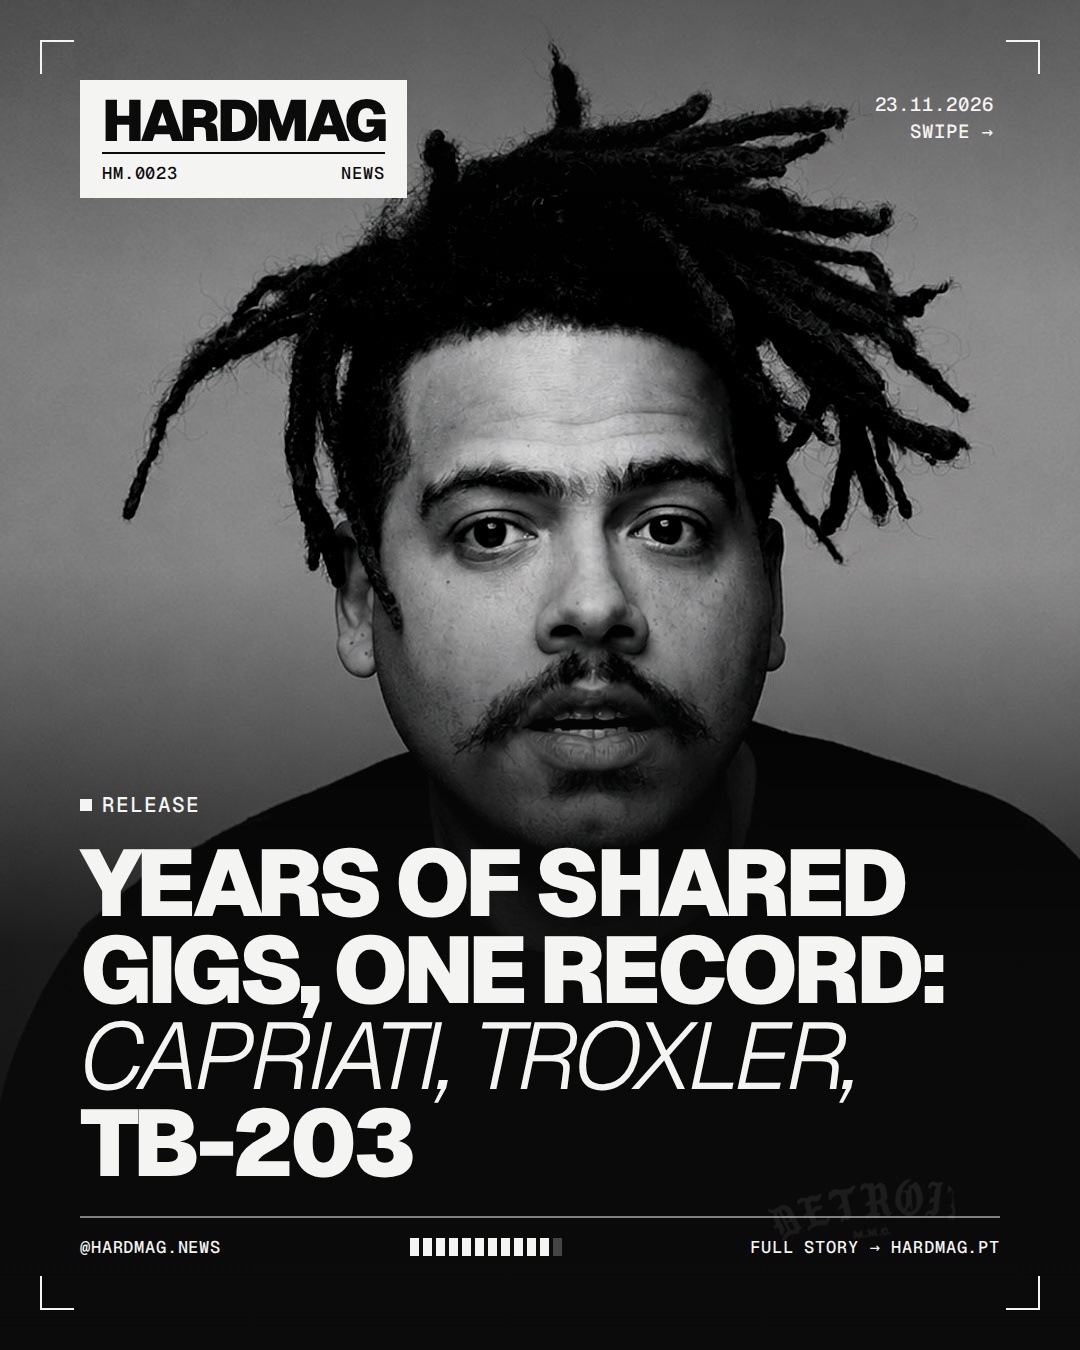 HARDMAG
HM.0023 NEWS
23.11.2026
SWIPE →
RELEASE
YEARS OF SHARED
GIGS, ONE RECORD:
CAPRIATI, TROXLER,
TB-203
DETROIT
M.M.C.
@HARDMAG.NEWS
FULL STORY → HARDMAG.PT